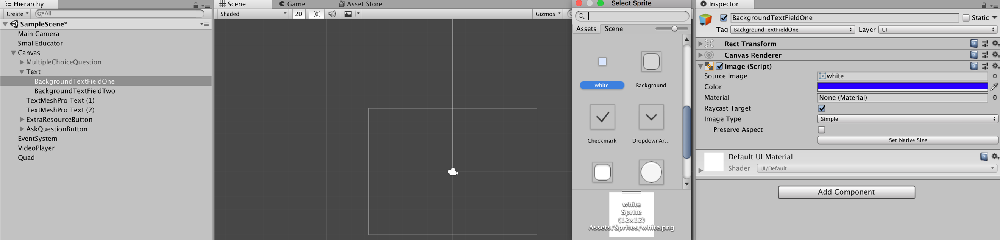 Hierarchy
Create
All
SampleScene*
Main Camera
SmallEducator
Canvas
MultipleChoiceQuestion
Text
BackgroundTextFieldOne
BackgroundTextFieldTwo
TextMeshPro Text (1)
TextMeshPro Text (2)
ExtraResourceButton
AskQuestionButton
EventSystem
VideoPlayer
Quad
Scene
Game
Asset Store
Shaded
2D
Gizmos
Select Sprite
Assets
Scene
white
Background
Checkmark
DropdownAr...
white
Sprite
(12x12)
Assets/Sprites/white.png
Inspector
BackgroundTextFieldOne
Static
Tag BackgroundTextFieldOne Layer UI
Rect Transform
Canvas Renderer
Image (Script)
Source Image white
Color
Material None (Material)
Raycast Target
Image Type Simple
Preserve Aspect
Set Native Size
Default UI Material
Shader UI/Default
Add Component